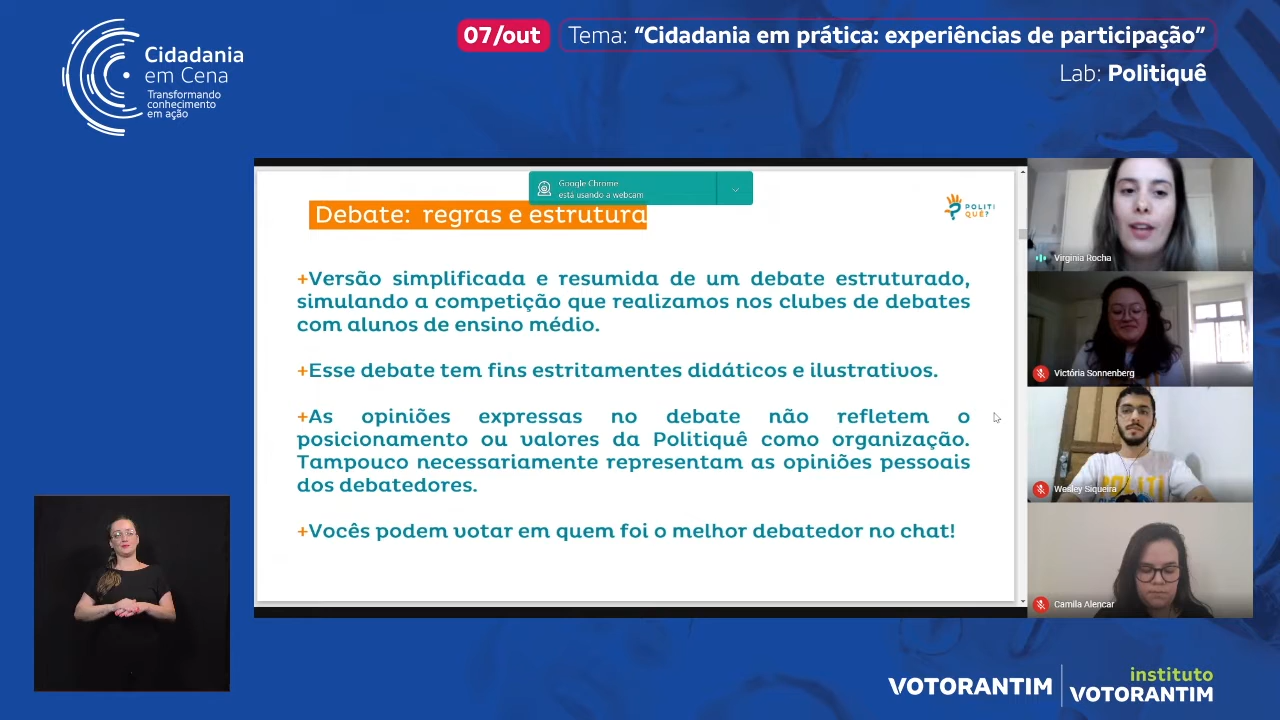 Cidadania
em Cena
Transformando
conhecimento
em ação
07/out Tema: “Cidadania em prática: experiências de participação”
Lab: Politiquê
Google Chrome
está usando a webcam
Debate: regras e estrutura
POLITI
QUÊ?
+Versão simplificada e resumida de um debate estruturado,
simulando a competição que realizamos nos clubes de debates
com alunos de ensino médio.
+Esse debate tem fins estritamentes didáticos e ilustrativos.
+As opiniões expressas no debate não refletem o
posicionamento ou valores da Politiquê como organização.
Tampouco necessariamente representam as opiniões pessoais
dos debatedores.
+Vocês podem votar em quem foi o melhor debatedor no chat!
Virginia Rocha
Victória Sonnenberg
POLITI
Wesley Siqueira
Camila Alencar
VOTORANTIM
instituto
VOTORANTIM